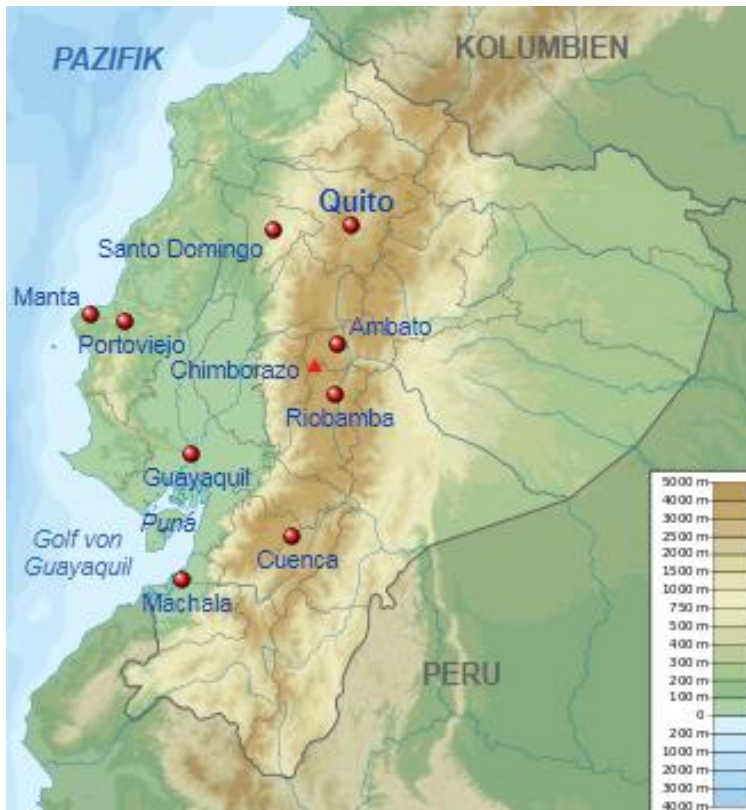 PAZIFIK
KOLUMBIEN
Quito
Santo Domingo
Manta
Portoviejo
Ambato
Chimborazo
Riobamba
Guayaquil
Puná
Golf von
Guayaquil
Cuenca
Machala
PERU
5000 m
4000 m
3000 m
2500 m
2000 m
1500 m
1000 m
750 m
500 m
400 m
300 m
200 m
100 m
0
200 m
1000 m
2000 m
3000 m
4000 m